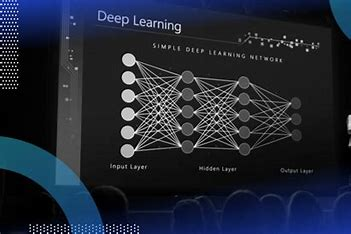 Deep Learning
SIMPLE DEEP LEARNING NETWORK
Input Layer
Hidden Layer
Output Layer